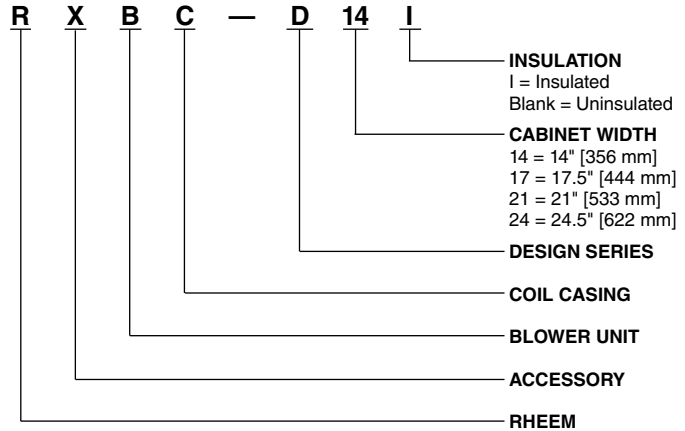 R X B C — D 14 I
INSULATION
I = Insulated
Blank = Uninsulated
CABINET WIDTH
14 = 14" [356 mm]
17 = 17.5" [444 mm]
21 = 21" [533 mm]
24 = 24.5" [622 mm]
DESIGN SERIES
COIL CASING
BLOWER UNIT
ACCESSORY
RHEEM